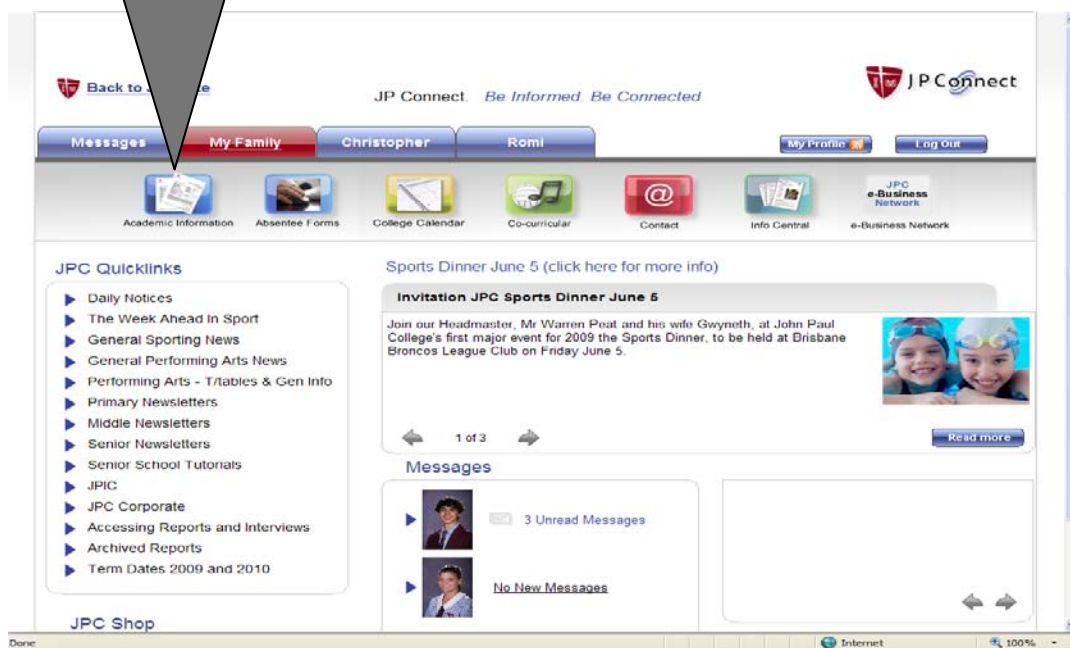 Back to
JP Connect. Be Informed. Be Connected
JPConnect
Messages
My Family
Christopher
Romi
My Profile
Log Out
Academic Information
Absentee Forms
College Calendar
Co-curricular
@
Contact
Info Central
JPC
e-Business
Network
e-Business Network
JPC Quicklinks
Daily Notices
The Week Ahead In Sport
General Sporting News
General Performing Arts News
Performing Arts - T/tables & Gen Info
Primary Newsletters
Middle Newsletters
Senior Newsletters
Senior School Tutorials
JPIC
JPC Corporate
Accessing Reports and Interviews
Archived Reports
Term Dates 2009 and 2010
JPC Shop
Sports Dinner June 5 (click here for more info)
Invitation JPC Sports Dinner June 5
Join our Headmaster, Mr Warren Peat and his wife Gwyneth, at John Paul
College's first major event for 2009 the Sports Dinner, to be held at Brisbane
Broncos League Club on Friday June 5.
1 of 3
Read more
Messages
3 Unread Messages
No New Messages
Done
Internet
100%